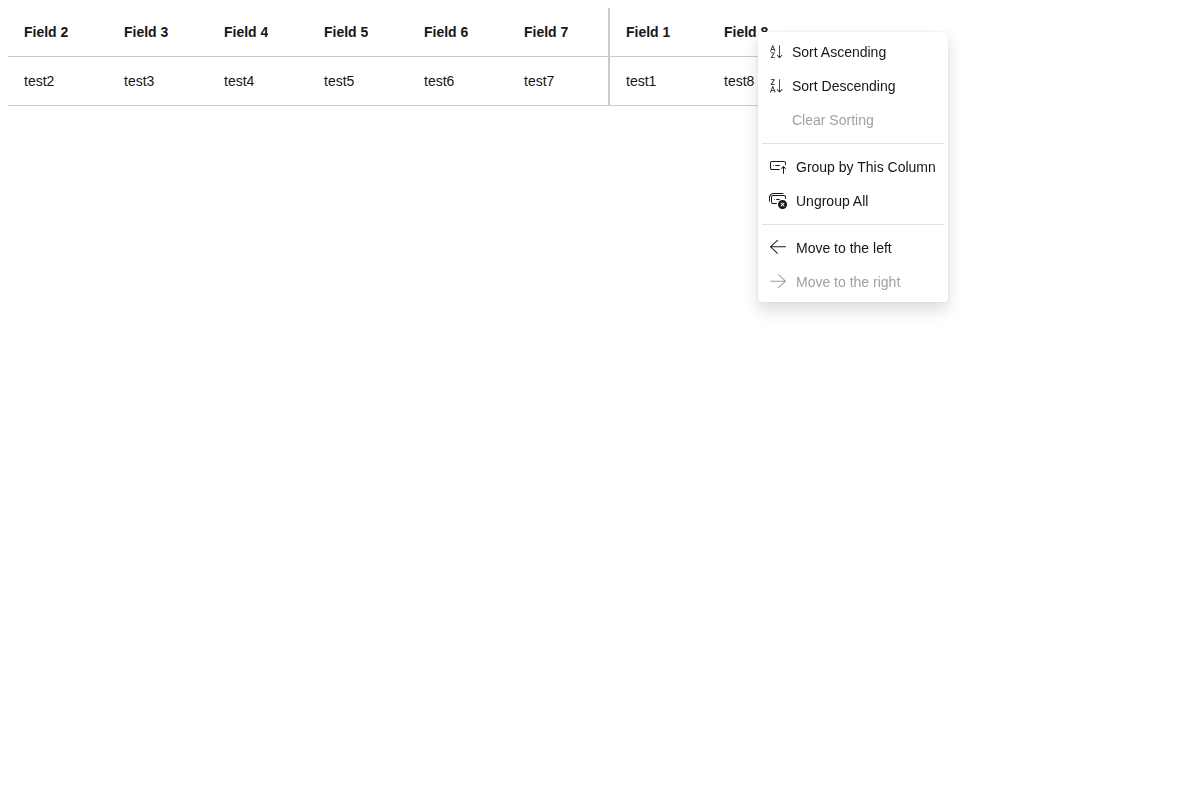 Field 2 Field 3 Field 4 Field 5 Field 6 Field 7 Field 1 Field 8
test2 test3 test4 test5 test6 test7 test1 test8
Sort Ascending
Sort Descending
Clear Sorting
Group by This Column
Ungroup All
Move to the left
Move to the right